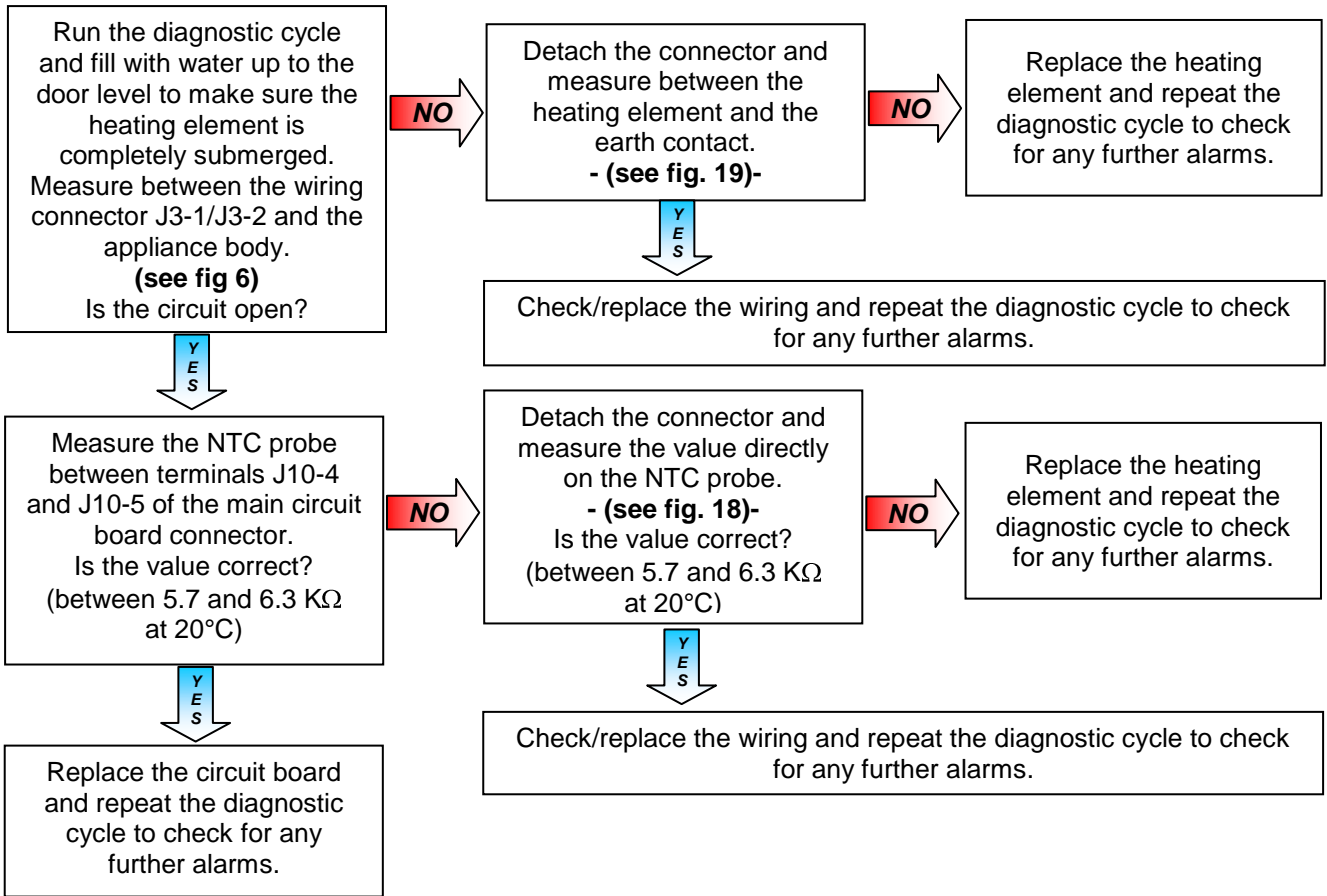 Run the diagnostic cycle
and fill with water up to the
door level to make sure the
heating element is
completely submerged.
Measure between the wiring
connector J3-1/J3-2 and the
appliance body.
(see fig 6)
Is the circuit open?
NO
Detach the connector and
measure between the
heating element and the
earth contact.
- (see fig. 19)-
NO
Replace the heating
element and repeat the
diagnostic cycle to check
for any further alarms.
YES
Check/replace the wiring and repeat the diagnostic cycle to check
for any further alarms.
YES
Measure the NTC probe
between terminals J10-4
and J10-5 of the main circuit
board connector.
Is the value correct?
(between 5.7 and 6.3 KΩ
at 20°C)
NO
Detach the connector and
measure the value directly
on the NTC probe.
- (see fig. 18)-
Is the value correct?
(between 5.7 and 6.3 KΩ
at 20°C)
NO
Replace the heating
element and repeat the
diagnostic cycle to check
for any further alarms.
YES
Check/replace the wiring and repeat the diagnostic cycle to check
for any further alarms.
YES
Replace the circuit board
and repeat the diagnostic
cycle to check for any
further alarms.